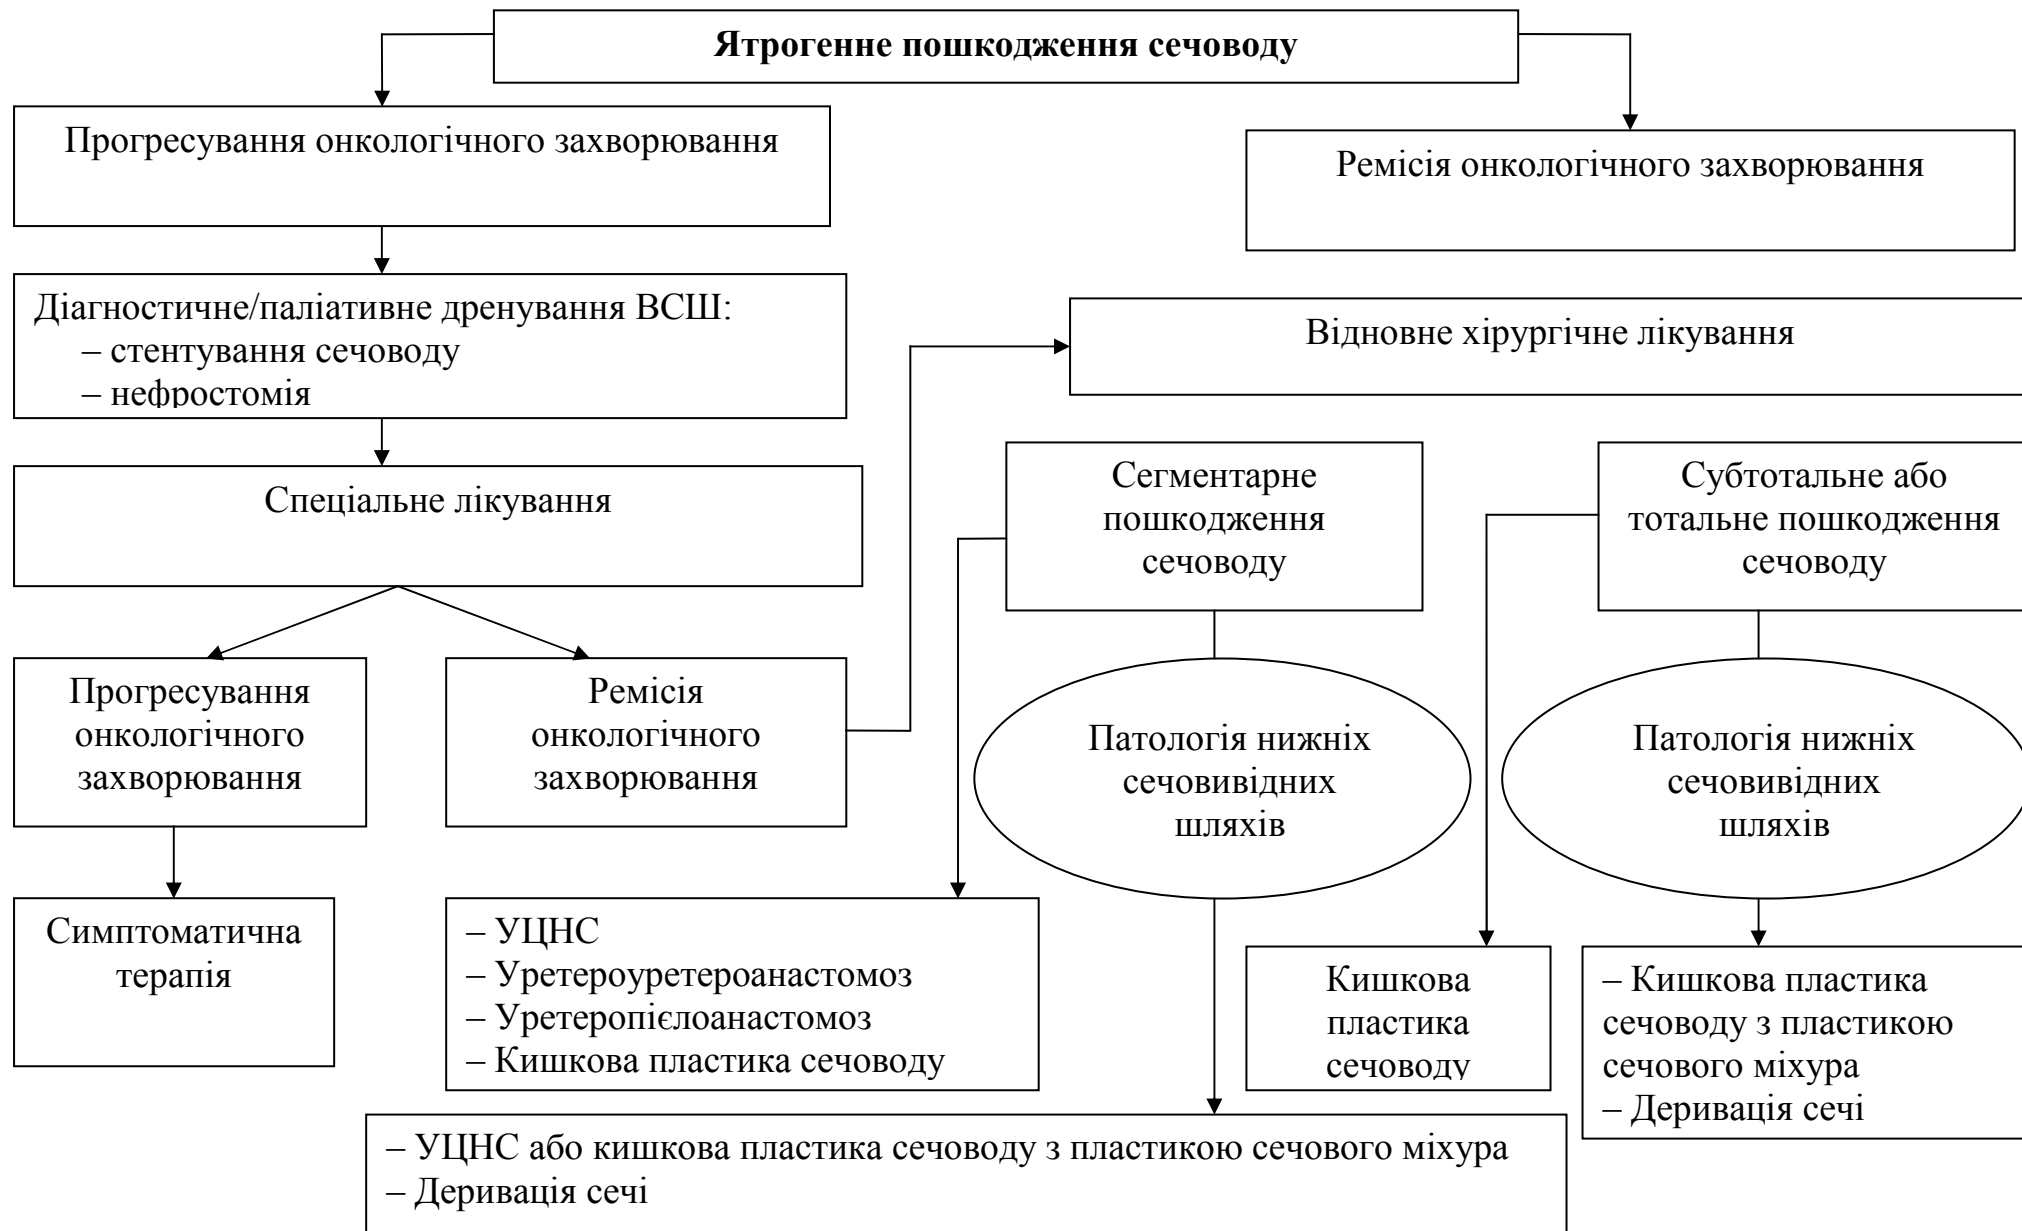 Ятрогенне пошкодження сечоводу
Прогресування онкологічного захворювання
Ремісія онкологічного захворювання
Діагностичне/паліативне дренування ВСШ:
– стентування сечоводу
– нефростомія
Відновне хірургічне лікування
Спеціальне лікування
Сегментарне
пошкодження
сечоводу
Субтотальне або
тотальне пошкодження
сечоводу
Прогресування
онкологічного
захворювання
Ремісія
онкологічного
захворювання
Патологія нижніх
сечовивідних
шляхів
Патологія нижніх
сечовивідних
шляхів
Симптоматична
терапія
– УЦНС
– Уретероуретероанастомоз
– Уретеропієлоанастомоз
– Кишкова пластика сечоводу
Кишкова
пластика
сечоводу
– Кишкова пластика
сечоводу з пластикою
сечового міхура
– Деривація сечі
– УЦНС або кишкова пластика сечоводу з пластикою сечового міхура
– Деривація сечі